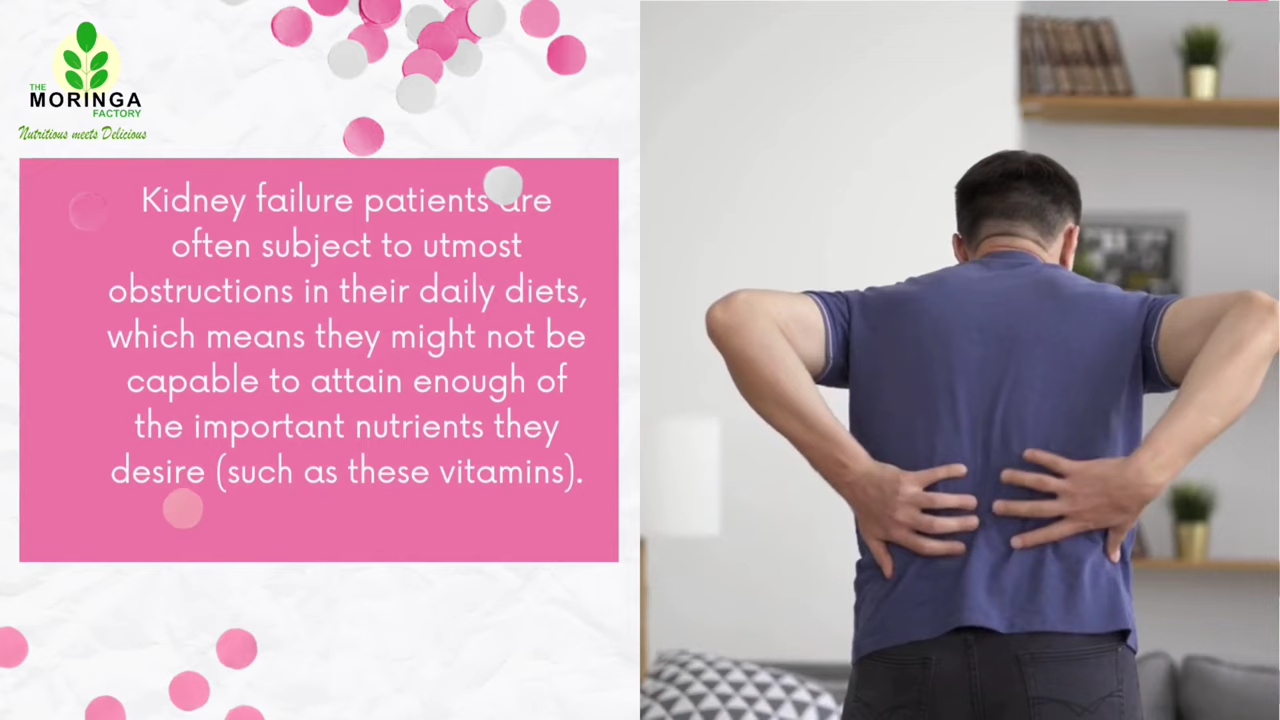 THE
MORINGA
FACTORY
Nutritious meets Delicious
Kidney failure patients are
often subject to utmost
obstructions in their daily diets,
which means they might not be
capable to attain enough of
the important nutrients they
desire (such as these vitamins).